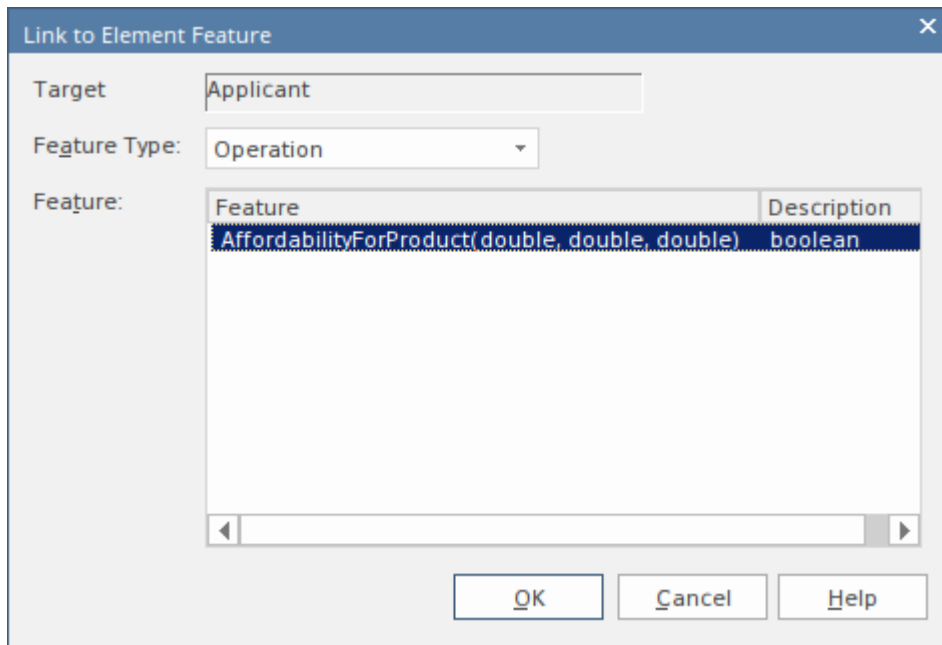 Link to Element Feature
Target Applicant
Feature Type: Operation
Feature:
Feature Description
AffordabilityForProduct(double, double, double) boolean
OK Cancel Help